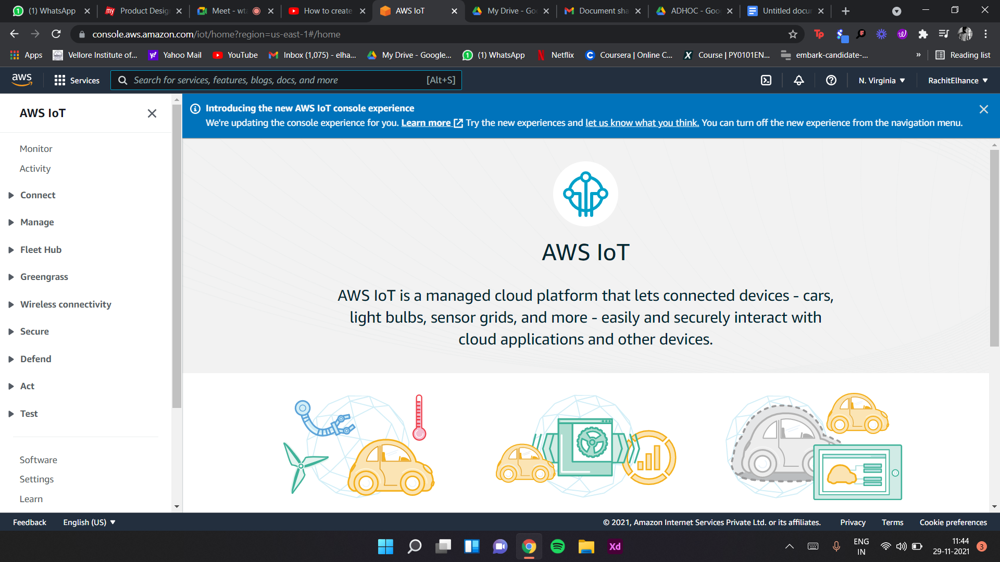 (1) WhatsApp
Product Desig
Meet - wt
How to create
AWS IoT
My Drive - Go
Document sha
ADHOC - Goo
Untitled docu
console.aws.amazon.com/iot/home?region=us-east-1#/home
Apps
Vellore Institute of...
Yahoo Mail
YouTube
Inbox (1,075) - elha...
My Drive - Google...
(1) WhatsApp
Netflix
Coursera | Online C...
Course | PY0101EN...
embark-candidate-...
»
Reading list
aws
Services
Search for services, features, blogs, docs, and more
[Alt+S]
N. Virginia
RachitElhance
AWS IoT
Monitor
Activity
Connect
Manage
Fleet Hub
Greengrass
Wireless connectivity
Secure
Defend
Act
Test
Software
Settings
Learn
Introducing the new AWS IoT console experience
We're updating the console experience for you. Learn more Try the new experiences and let us know what you think. You can turn off the new experience from the navigation menu.
AWS IoT
AWS IoT is a managed cloud platform that lets connected devices - cars,
light bulbs, sensor grids, and more - easily and securely interact with
cloud applications and other devices.
Feedback
English (US)
© 2021, Amazon Internet Services Private Ltd. or its affiliates.
Privacy
Terms
Cookie preferences
Xd
ENG
IN
11:44
29-11-2021
3